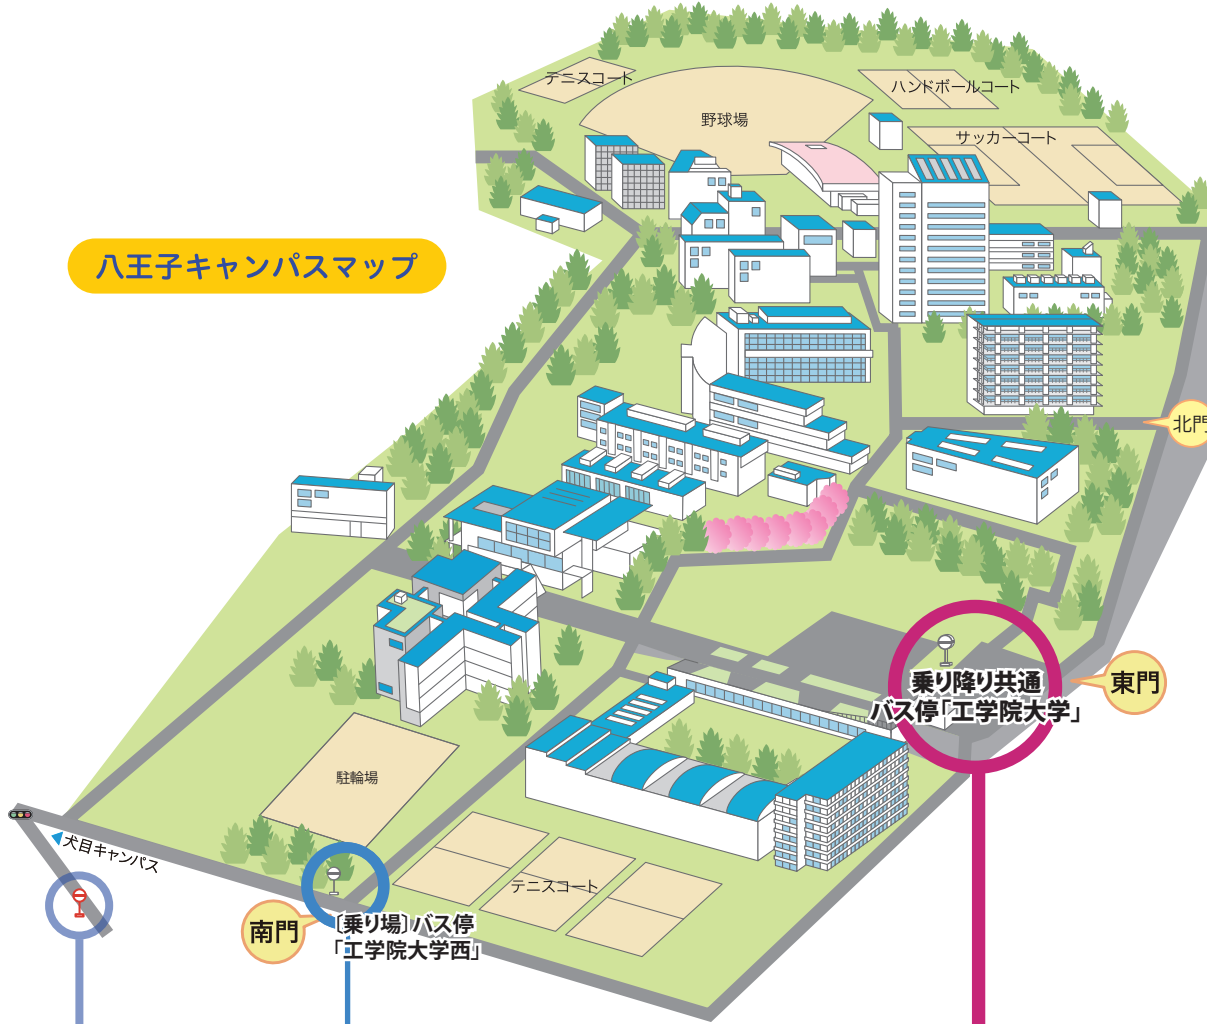 テニスコート
ハンドボールコート
野球場
サッカーコート
八王子キャンパスマップ
北門
乗り降り共通
バス停「工学院大学」
東門
駐輪場
犬目キャンパス
テニスコート
南門
〔乗り場〕バス停
「工学院大学西」